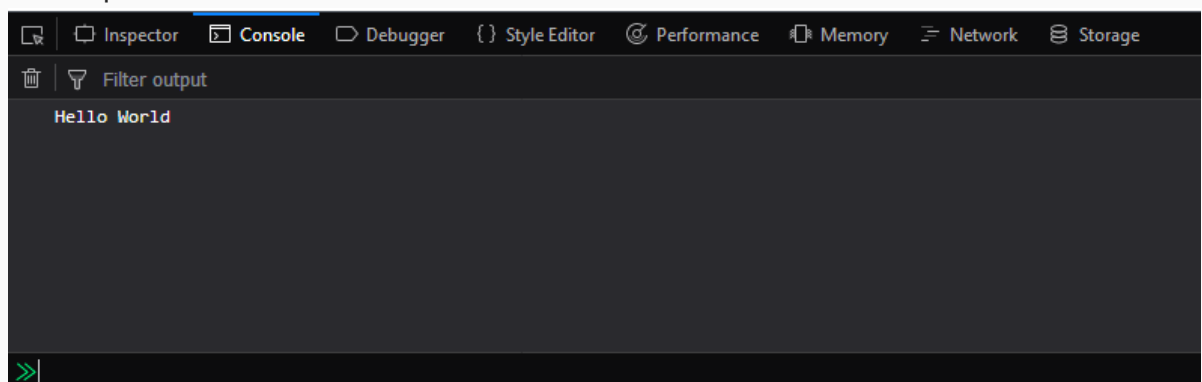 Inspector Console Debugger { } Style Editor Performance Memory Network Storage
Filter output
Hello World
>>